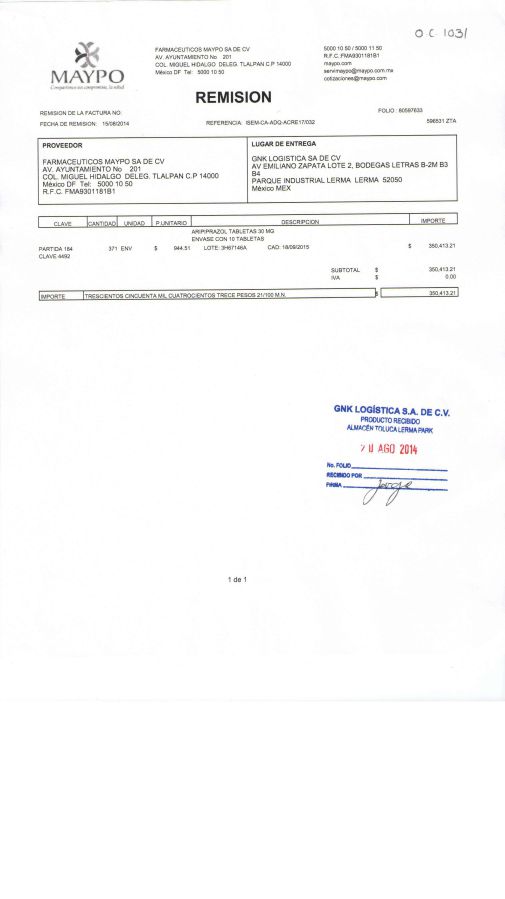 O.C. 1031
MAYPO
Compartimos un compromiso, la salud
FARMACEUTICOS MAYPO SA DE CV
AV. AYUNTAMIENTO No 201
COL. MIGUEL HIDALGO DELEG. TLALPAN C.P 14000
México DF Tel: 5000 10 50
5000 10 50 / 5000 11 50
R.F.C. FMA9301181B1
maypo.com
servimaypo@maypo.com.mx
cotizaciones@maypo.com
REMISION
REMISION DE LA FACTURA NO:
FOLIO : 80597633
FECHA DE REMISION: 15/08/2014
REFERENCIA: ISEM-CA-ADQ-ACRE17/032
596531 ZTA
PROVEEDOR
FARMACEUTICOS MAYPO SA DE CV
AV. AYUNTAMIENTO No 201
COL. MIGUEL HIDALGO DELEG. TLALPAN C.P 14000
México DF Tel: 5000 10 50
R.F.C. FMA9301181B1
LUGAR DE ENTREGA
GNK LOGISTICA SA DE CV
AV EMILIANO ZAPATA LOTE 2, BODEGAS LETRAS B-2M B3
B4
PARQUE INDUSTRIAL LERMA LERMA 52050
México MEX
CLAVE CANTIDAD UNIDAD P.UNITARIO DESCRIPCION IMPORTE
ARIPIPRAZOL TABLETAS 30 MG
ENVASE CON 10 TABLETAS
PARTIDA 184 371 ENV $ 944.51 LOTE: 3H67146A CAD: 18/09/2015 $ 350,413.21
CLAVE 4492
SUBTOTAL $ 350,413.21
IVA $ 0.00
IMPORTE TRESCIENTOS CINCUENTA MIL CUATROCIENTOS TRECE PESOS 21/100 M.N. $ 350,413.21
GNK LOGÍSTICA S.A. DE C.V.
PRODUCTO RECIBIDO
ALMACÉN TOLUCA LERMA PARK
20 AGO 2014
No. FOLIO
RECIBIDO POR
FIRMA Jorge
1 de 1